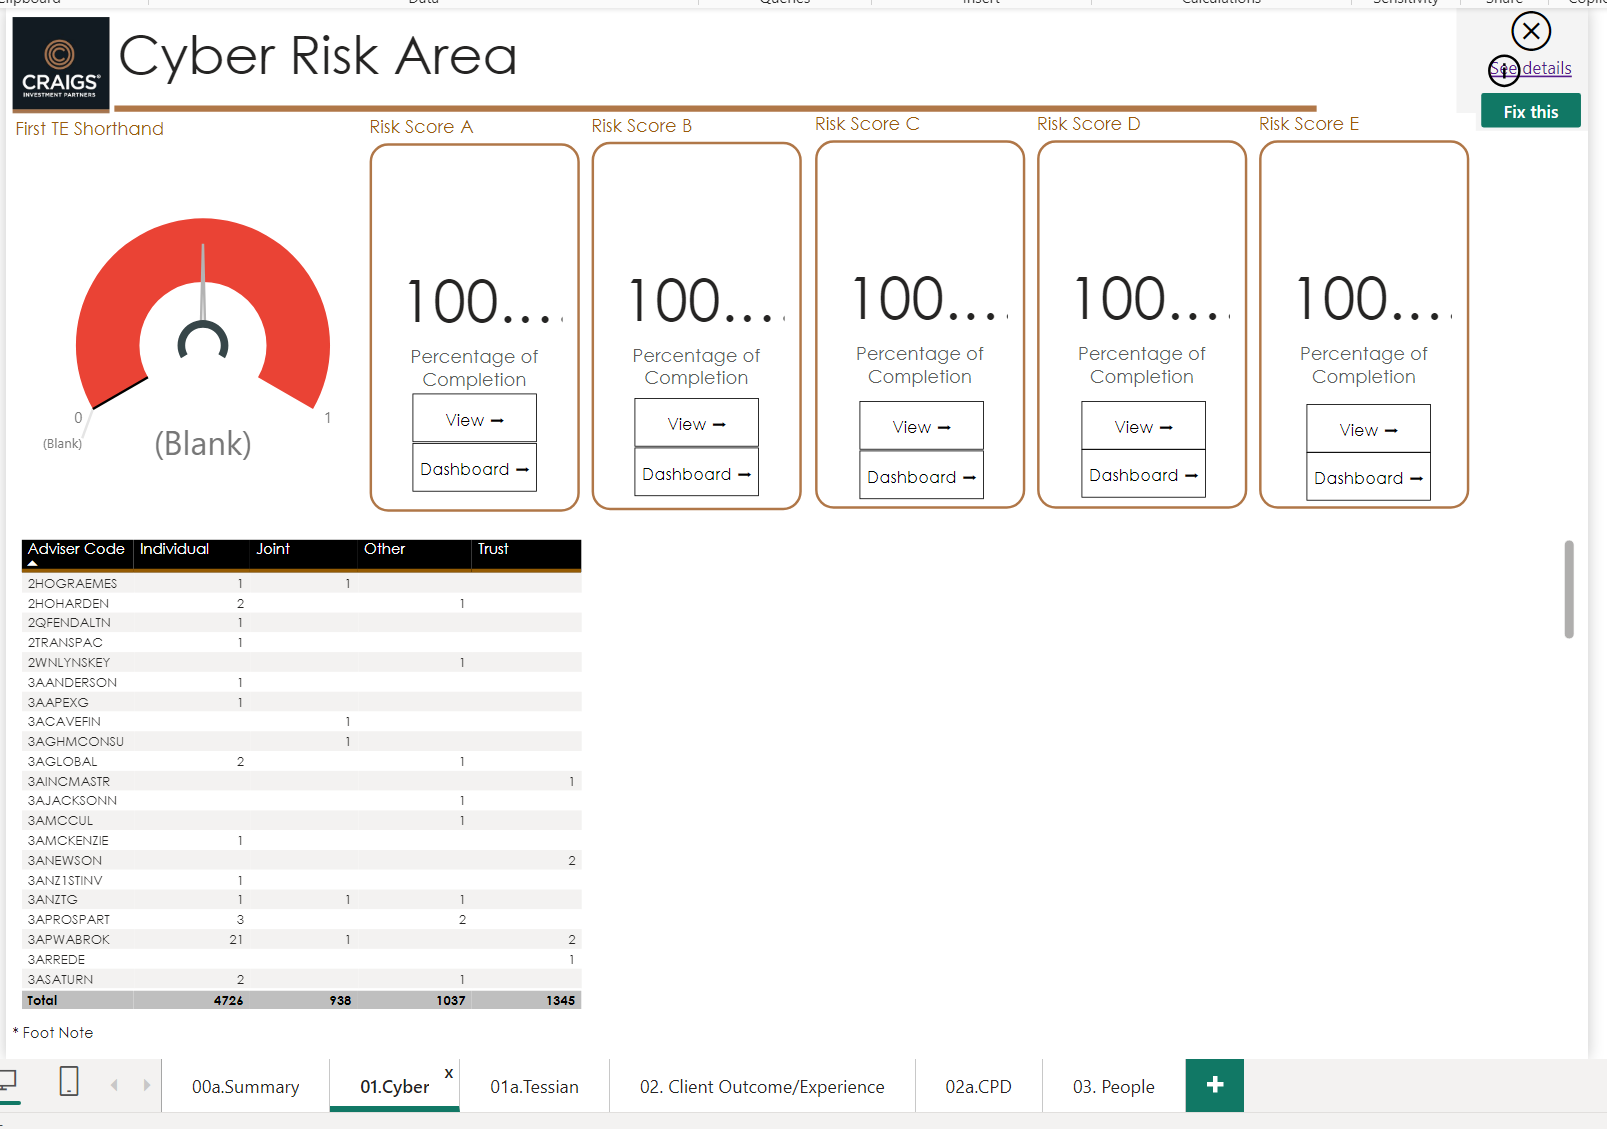 Data
Queries
Insert
Calculations
Sensitivity
Share
CRAIGS®
INVESTMENT PARTNERS
Cyber Risk Area
See details
Fix this
First TE Shorthand
Risk Score A
Risk Score B
Risk Score C
Risk Score D
Risk Score E
0
1
(Blank)
(Blank)
100....
Percentage of
Completion
View →
Dashboard →
100....
Percentage of
Completion
View →
Dashboard →
100....
Percentage of
Completion
View →
Dashboard →
100....
Percentage of
Completion
View →
Dashboard →
100....
Percentage of
Completion
View →
Dashboard →
Adviser Code Individual Joint Other Trust
2HOGRAEMES 1 1
2HOHARDEN 2 1
2QFENDALTN 1
2TRANSPAC 1
2WNLYNSKEY 1
3AANDERSON 1
3AAPEXG 1
3ACAVEFIN 1
3AGHMCONSU 1
3AGLOBAL 2 1
3AINCMASTR 1
3AJACKSONN 1
3AMCCUL 1
3AMCKENZIE 1
3ANEWSON 2
3ANZ1STINV 1
3ANZTG 1 1 1
3APROSPART 3 2
3APWABROK 21 1 2
3ARREDE 1
3ASATURN 2 1
Total 4726 938 1037 1345
* Foot Note
00a.Summary
01.Cyber
x
01a.Tessian
02. Client Outcome/Experience
02a.CPD
03. People
+